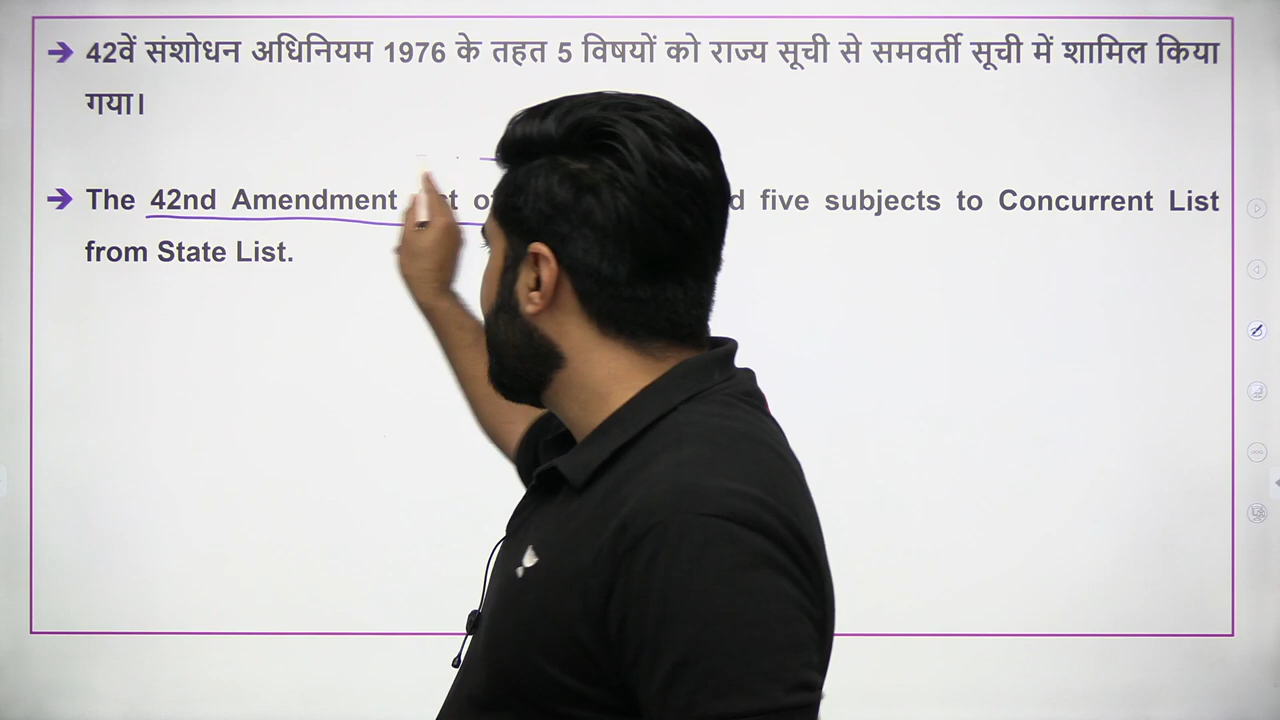 ➔ 42वें संशोधन अधिनियम 1976 के तहत 5 विषयों को राज्य सूची से समवर्ती सूची में शामिल किया
गया।
➔ The 42nd Amendment five subjects to Concurrent List
from State List.